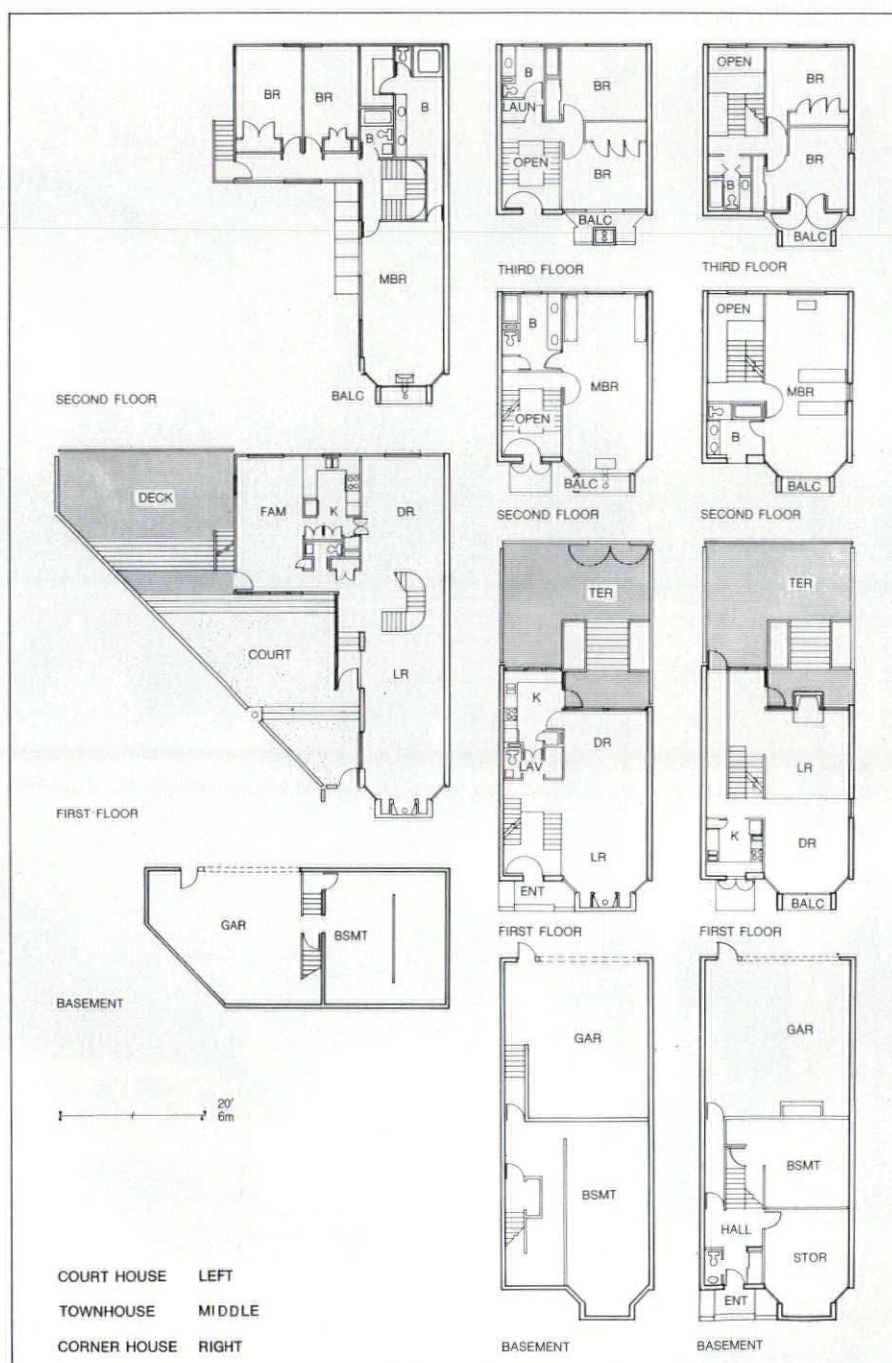 BR
BR
B
B
MBR
SECOND FLOOR
BALC
DECK
FAM
K
DR
COURT
LR
FIRST FLOOR
GAR
BSMT
BASEMENT
20'
6m
COURT HOUSE LEFT
TOWNHOUSE MIDDLE
CORNER HOUSE RIGHT
B
BR
LAUN
OPEN
BR
BALC
THIRD FLOOR
B
MBR
OPEN
BALC
SECOND FLOOR
TER
K
DR
LAV
LR
ENT
FIRST FLOOR
GAR
BSMT
BASEMENT
OPEN
BR
BR
B
BALC
THIRD FLOOR
OPEN
MBR
B
BALC
SECOND FLOOR
TER
LR
K
DR
BALC
FIRST FLOOR
GAR
BSMT
HALL
STOR
ENT
BASEMENT